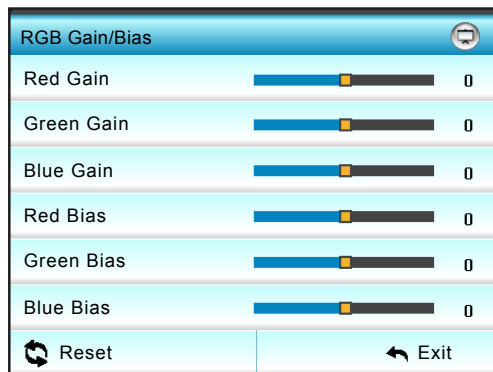 RGB Gain/Bias
Red Gain 0
Green Gain 0
Blue Gain 0
Red Bias 0
Green Bias 0
Blue Bias 0
Reset Exit